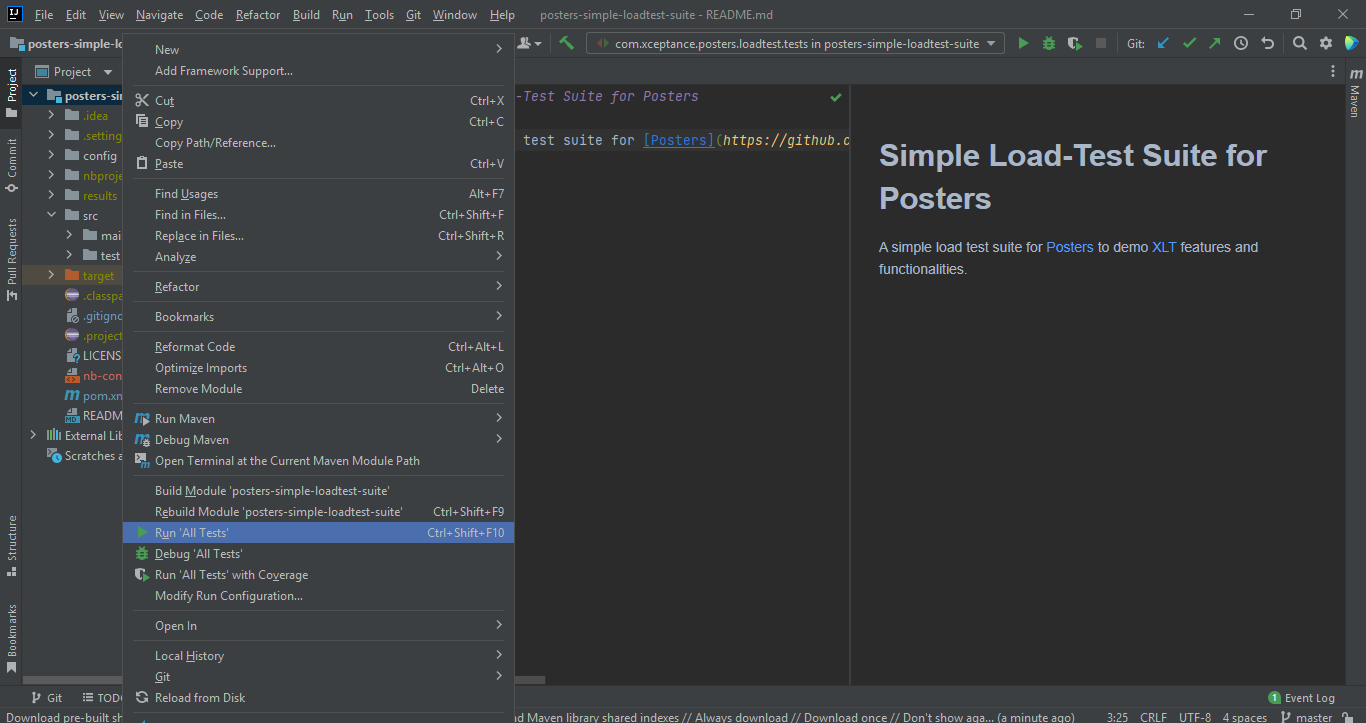 IJ
File Edit View Navigate Code Refactor Build Run Tools Git Window Help posters-simple-loadtest-suite - README.md
posters-simple-lo
com.xceptance.posters.loadtest.tests in posters-simple-loadtest-suite
Git:
Project
Project
Commit
Pull Requests
Structure
Bookmarks
posters-sim
.idea
.setting
config
nbproje
results
src
mai
test
target
.classpa
.gitigno
.project
LICENS
nb-con
pom.xm
READM
External Lib
Scratches a
New
Add Framework Support...
Cut Ctrl+X
Copy Ctrl+C
Copy Path/Reference...
Paste Ctrl+V
Find Usages Alt+F7
Find in Files... Ctrl+Shift+F
Replace in Files... Ctrl+Shift+R
Analyze
Refactor
Bookmarks
Reformat Code Ctrl+Alt+L
Optimize Imports Ctrl+Alt+O
Remove Module Delete
Run Maven
Debug Maven
Open Terminal at the Current Maven Module Path
Build Module 'posters-simple-loadtest-suite'
Rebuild Module 'posters-simple-loadtest-suite' Ctrl+Shift+F9
Run 'All Tests' Ctrl+Shift+F10
Debug 'All Tests'
Run 'All Tests' with Coverage
Modify Run Configuration...
Open In
Local History
Git
Reload from Disk
-Test Suite for Posters
test suite for [Posters](https://github.c
Simple Load-Test Suite for
Posters
A simple load test suite for Posters to demo XLT features and
functionalities.
m
Maven
Git TODO
1 Event Log
Download pre-built sh
d Maven library shared indexes // Always download // Download once // Don't show aga... (a minute ago) 3:25 CRLF UTF-8 4 spaces master